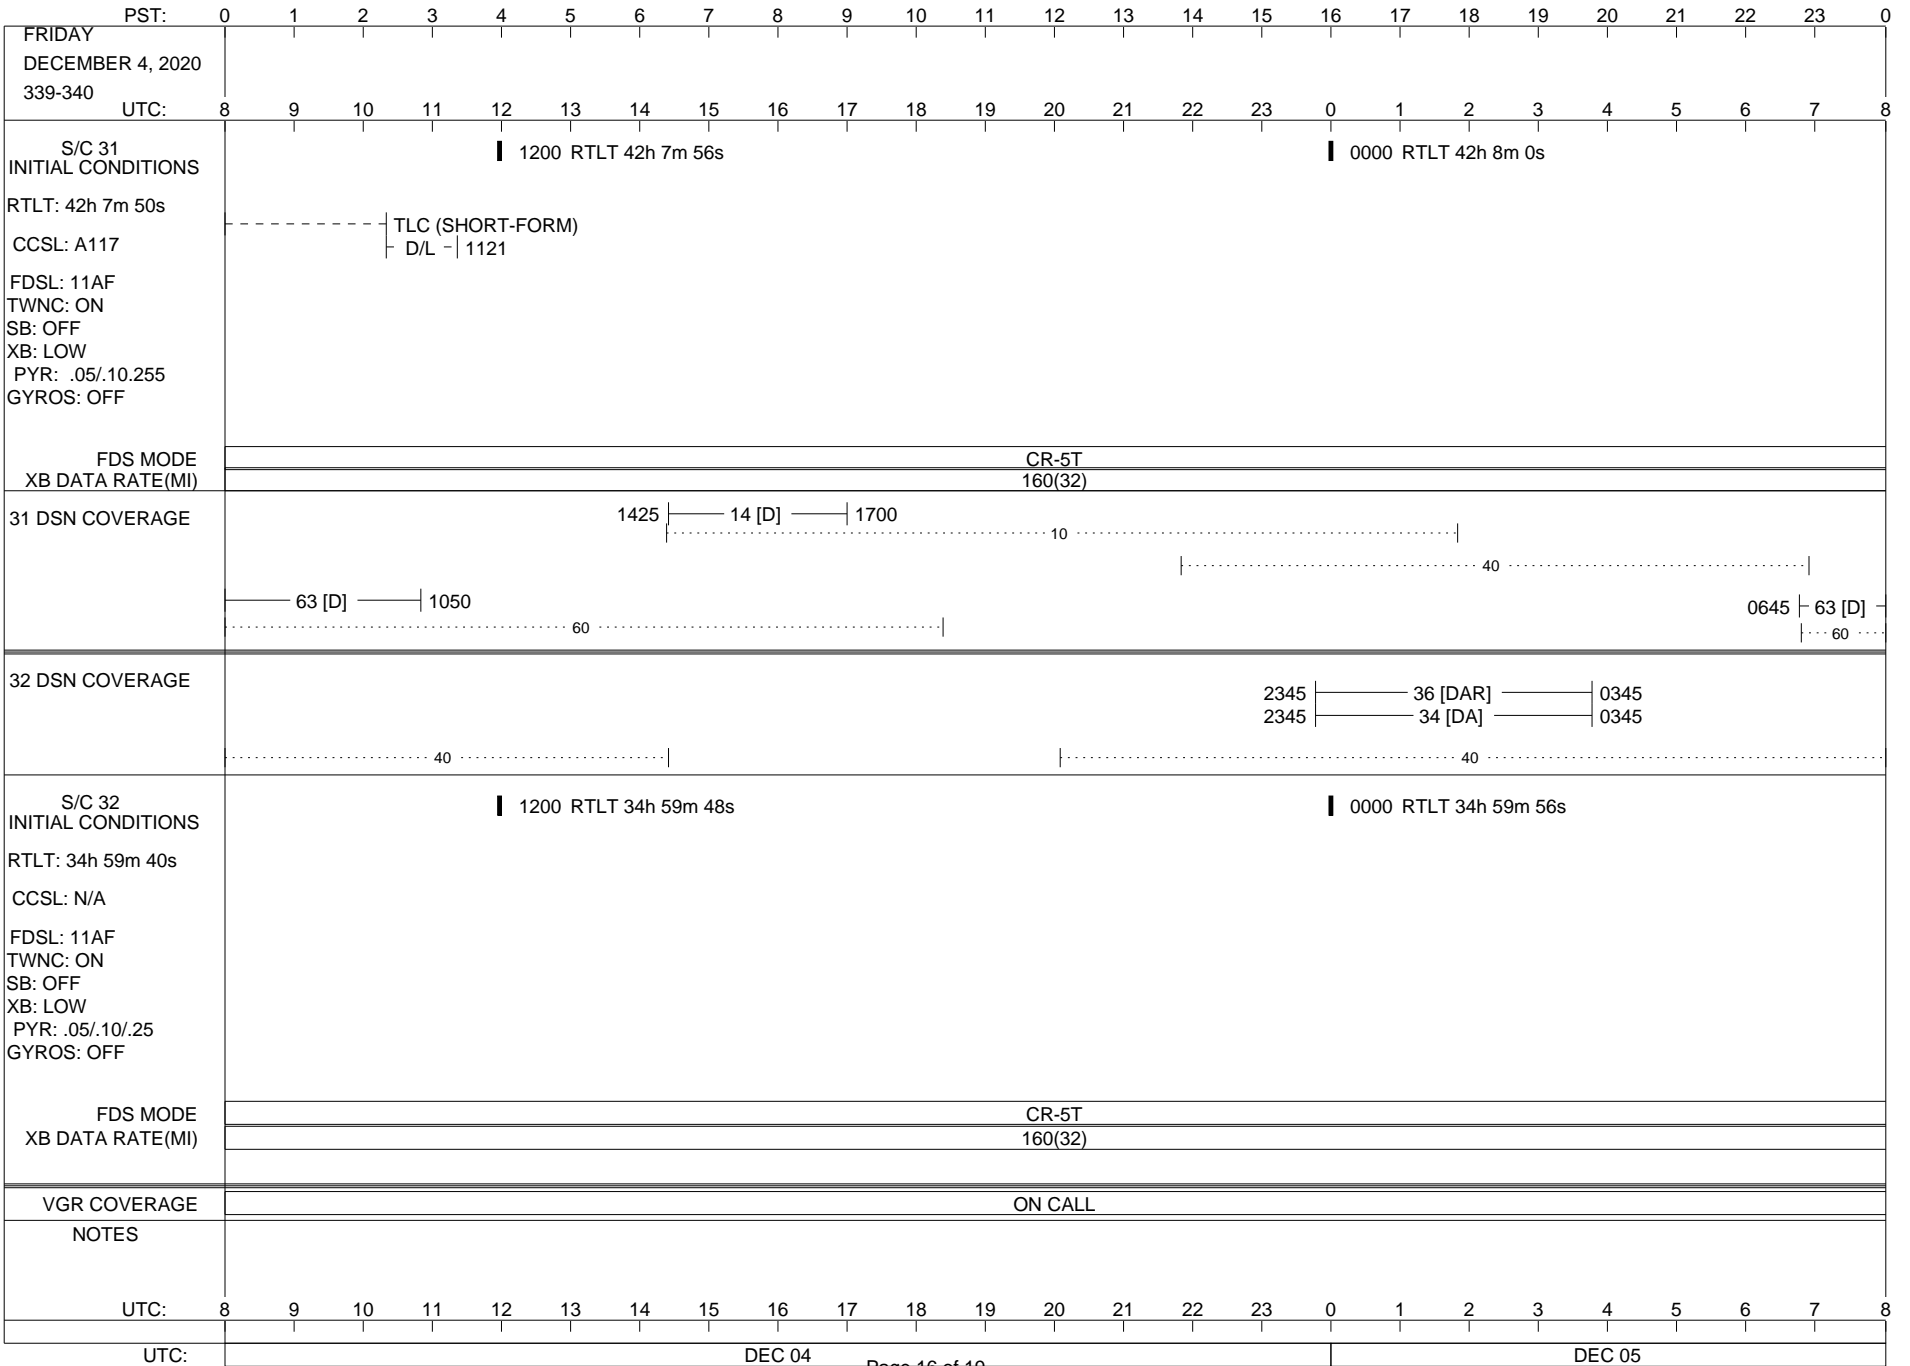 PST: 0 1 2 3 4 5 6 7 8 9 10 11 12 13 14 15 16 17 18 19 20 21 22 23 0
FRIDAY
DECEMBER 4, 2020
339-340
UTC: 8 9 10 11 12 13 14 15 16 17 18 19 20 21 22 23 0 1 2 3 4 5 6 7 8
S/C 31
INITIAL CONDITIONS
1200 RTLT 42h 7m 56s
0000 RTLT 42h 8m 0s
RTLT: 42h 7m 50s
TLC (SHORT-FORM)
D/L 1121
CCSL: A117
FDSL: 11AF
TWNC: ON
SB: OFF
XB: LOW
PYR: .05/.10.255
GYROS: OFF
FDS MODE CR-5T
XB DATA RATE(MI) 160(32)
31 DSN COVERAGE
1425 14 [D] 1700
10
40
63 [D] 1050
0645 63 [D]
60
60
32 DSN COVERAGE
2345 36 [DAR] 0345
2345 34 [DA] 0345
40
40
S/C 32
INITIAL CONDITIONS
1200 RTLT 34h 59m 48s
0000 RTLT 34h 59m 56s
RTLT: 34h 59m 40s
CCSL: N/A
FDSL: 11AF
TWNC: ON
SB: OFF
XB: LOW
PYR: .05/.10/.25
GYROS: OFF
FDS MODE CR-5T
XB DATA RATE(MI) 160(32)
VGR COVERAGE ON CALL
NOTES
UTC: 8 9 10 11 12 13 14 15 16 17 18 19 20 21 22 23 0 1 2 3 4 5 6 7 8
UTC: DEC 04 DEC 05
Page 16 of 19